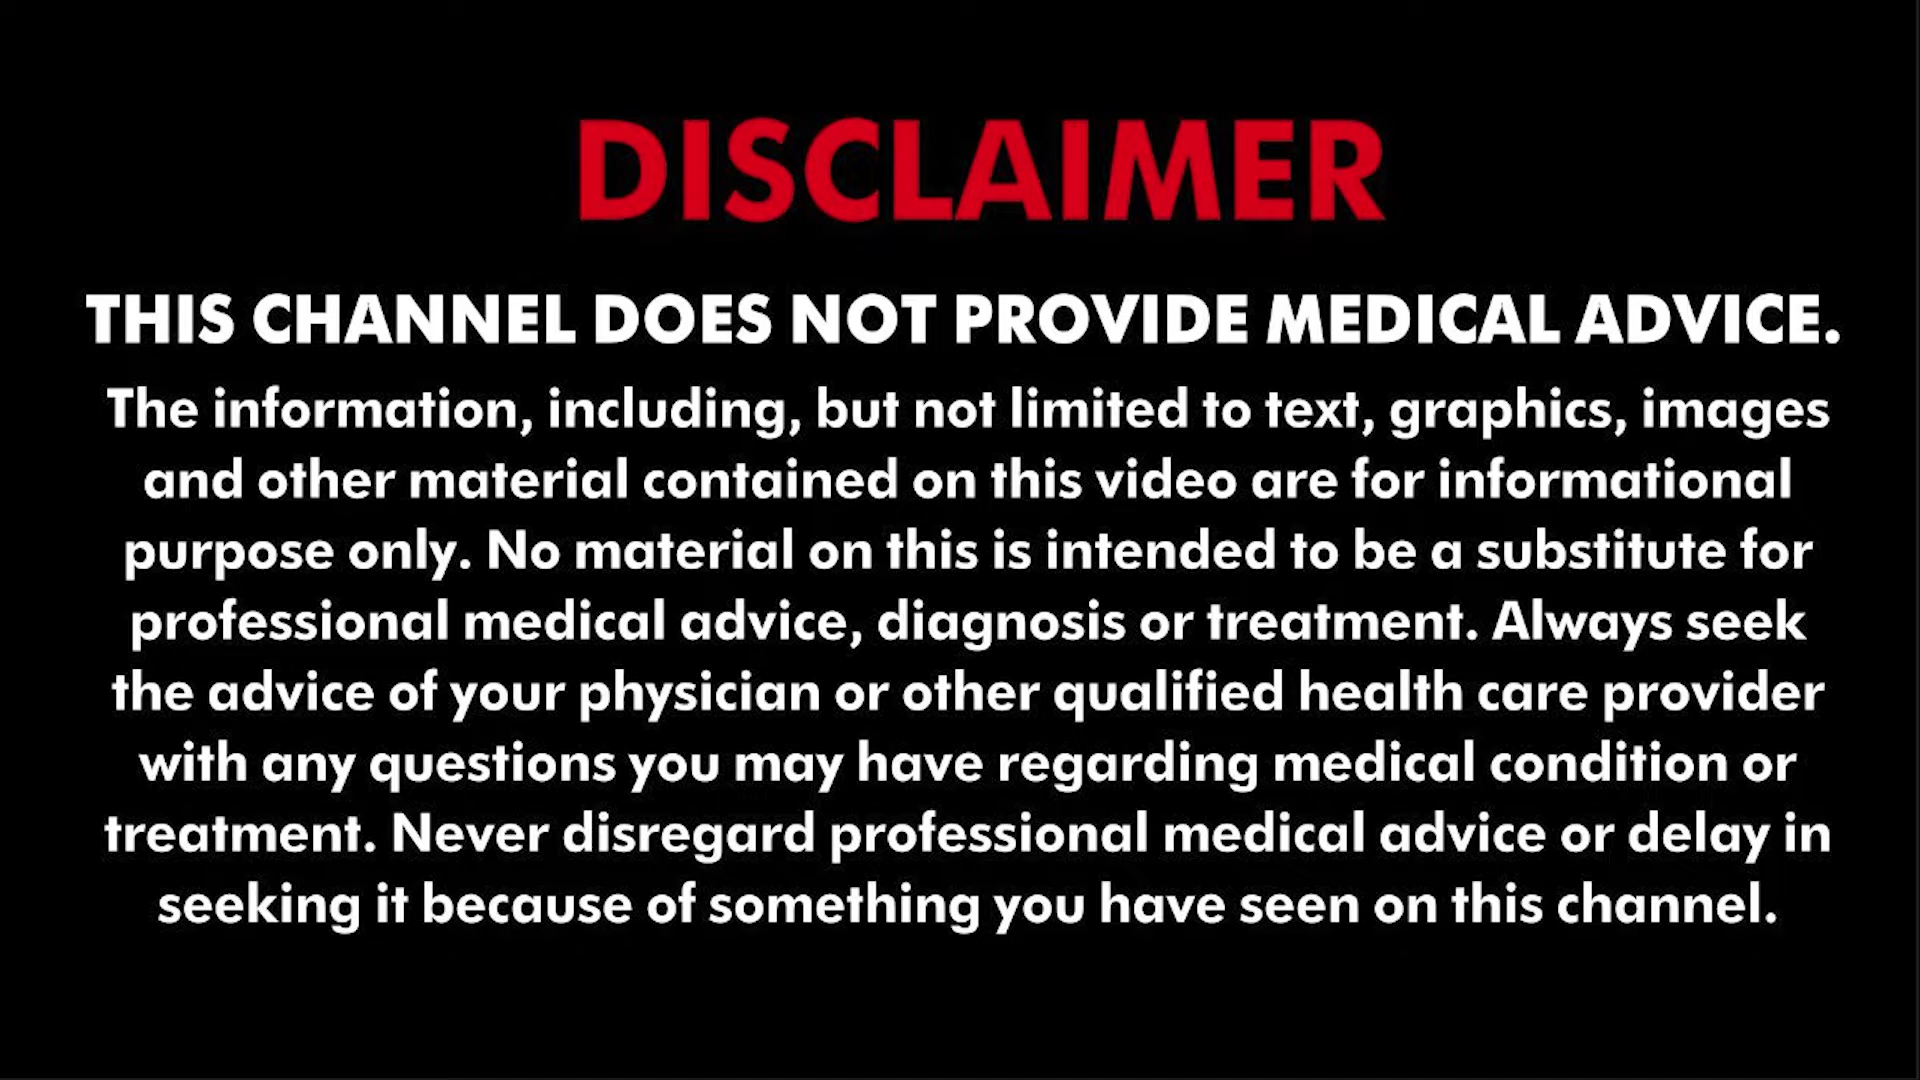 DISCLAIMER
THIS CHANNEL DOES NOT PROVIDE MEDICAL ADVICE.
The information, including, but not limited to text, graphics, images
and other material contained on this video are for informational
purpose only. No material on this is intended to be a substitute for
professional medical advice, diagnosis or treatment. Always seek
the advice of your physician or other qualified health care provider
with any questions you may have regarding medical condition or
treatment. Never disregard professional medical advice or delay in
seeking it because of something you have seen on this channel.